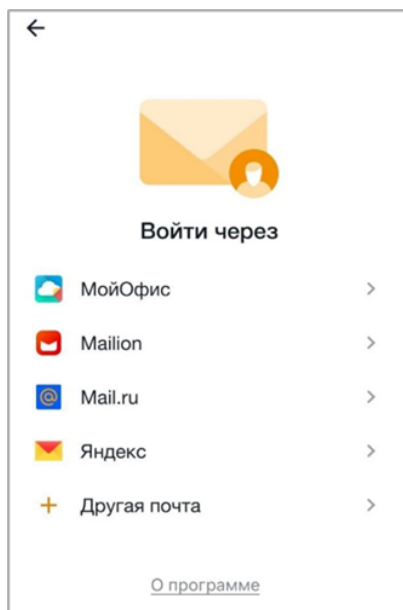 Войти через
МойОфис
Mailion
Mail.ru
Яндекс
Другая почта
О программе